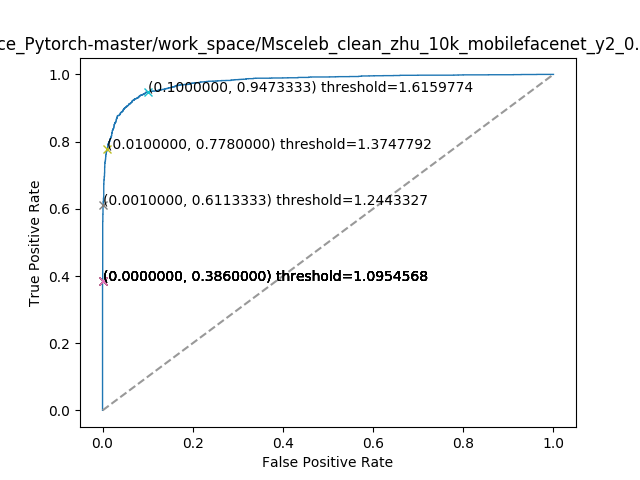 ce_Pytorch-master/work_space/Msceleb_clean_zhu_10k_mobilefacenet_y2_0.
1.0
(0.1000000, 0.9473333) threshold=1.6159774
0.8
(0.0100000, 0.7780000) threshold=1.3747792
0.6
(0.0010000, 0.6113333) threshold=1.2443327
0.4
(0.0000000, 0.3860000) threshold=1.0954568
0.2
0.0
True Positive Rate
0.0 0.2 0.4 0.6 0.8 1.0
False Positive Rate